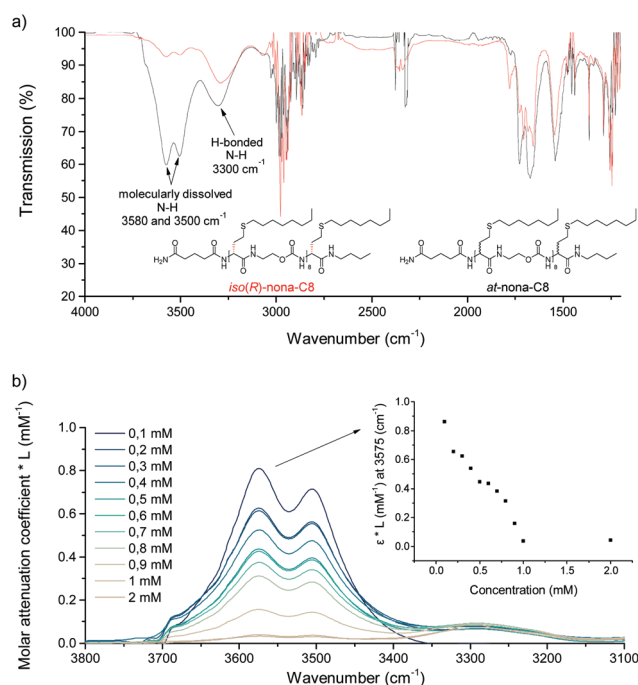 a)
100
90
80
70
60
50
40
30
20
Transmission (%)
H-bonded
N-H
3300 cm⁻¹
molecularly dissolved
N-H
3580 and 3500 cm⁻¹
iso(R)-nona-C8
at-nona-C8
4000 3500 3000 2500 2000 1500
Wavenumber (cm⁻¹)
b)
Molar attenuation coefficient * L (mM⁻¹)
1.0
0.8
0.6
0.4
0.2
0.0
0,1 mM
0,2 mM
0,3 mM
0,4 mM
0,5 mM
0,6 mM
0,7 mM
0,8 mM
0,9 mM
1 mM
2 mM
ε * L (mM⁻¹) at 3575 (cm⁻¹)
1.0
0.8
0.6
0.4
0.2
0.0
0.0 0.5 1.0 1.5 2.0
Concentration (mM)
3800 3700 3600 3500 3400 3300 3200 3100
Wavenumber (cm⁻¹)